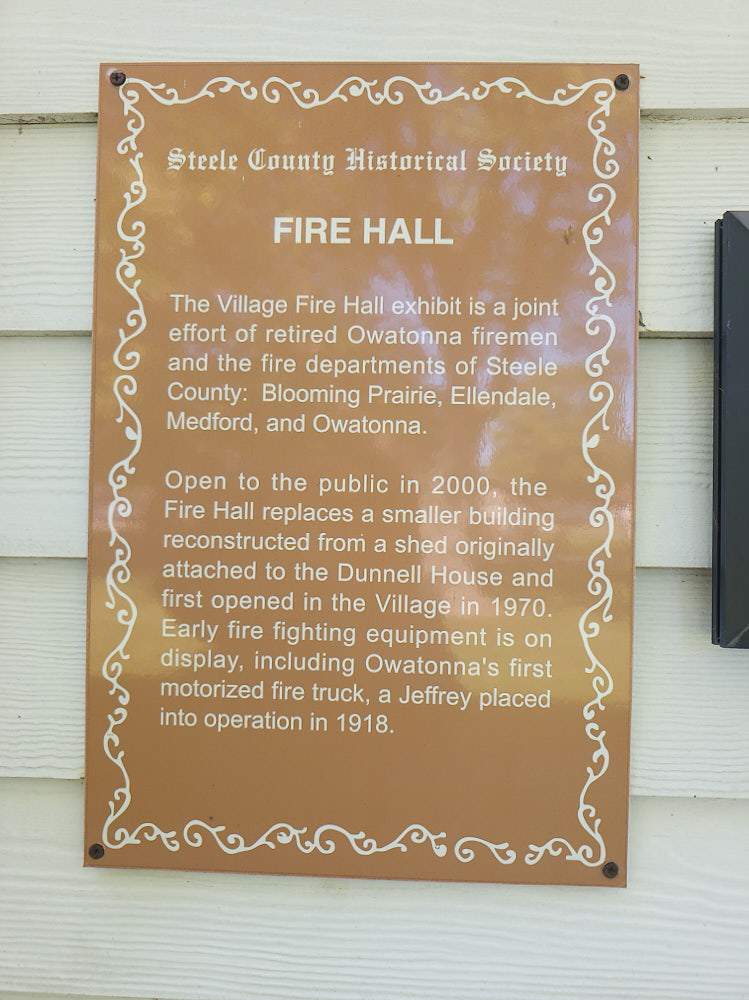 Steele County Historical Society
FIRE HALL
The Village Fire Hall exhibit is a joint
effort of retired Owatonna firemen
and the fire departments of Steele
County:  Blooming Prairie, Ellendale,
Medford, and Owatonna.
Open to the public in 2000, the
Fire Hall replaces a smaller building
reconstructed from a shed originally
attached to the Dunnell House and
first opened in the Village in 1970.
Early fire fighting equipment is on
display, including Owatonna's first
motorized fire truck, a Jeffrey placed
into operation in 1918.